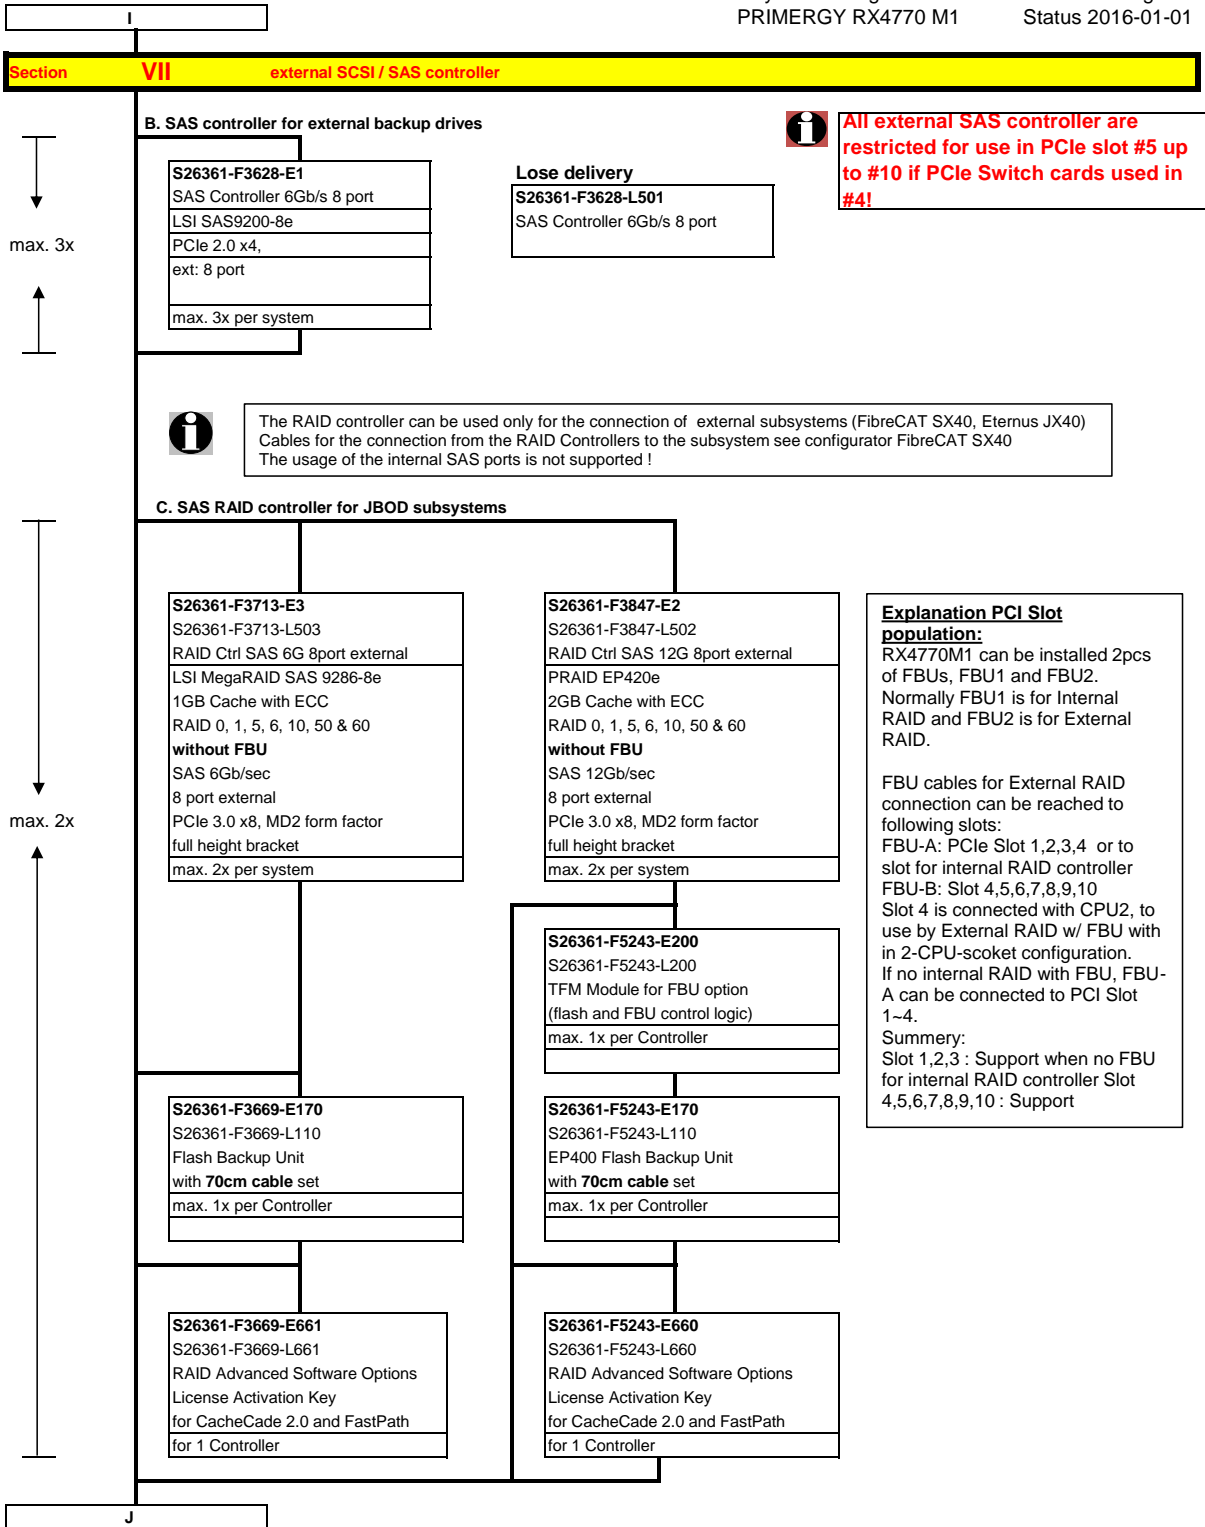 I
PRIMERGY RX4770 M1 Status 2016-01-01
Section VII external SCSI / SAS controller
B. SAS controller for external backup drives
All external SAS controller are
restricted for use in PCIe slot #5 up
to #10 if PCIe Switch cards used in
#4!
max. 3x
S26361-F3628-E1
SAS Controller 6Gb/s 8 port
LSI SAS9200-8e
PCIe 2.0 x4,
ext: 8 port
max. 3x per system
Lose delivery
S26361-F3628-L501
SAS Controller 6Gb/s 8 port
The RAID controller can be used only for the connection of external subsystems (FibreCAT SX40, Eternus JX40)
Cables for the connection from the RAID Controllers to the subsystem see configurator FibreCAT SX40
The usage of the internal SAS ports is not supported !
C. SAS RAID controller for JBOD subsystems
max. 2x
S26361-F3713-E3
S26361-F3713-L503
RAID Ctrl SAS 6G 8port external
LSI MegaRAID SAS 9286-8e
1GB Cache with ECC
RAID 0, 1, 5, 6, 10, 50 & 60
without FBU
SAS 6Gb/sec
8 port external
PCIe 3.0 x8, MD2 form factor
full height bracket
max. 2x per system
S26361-F3847-E2
S26361-F3847-L502
RAID Ctrl SAS 12G 8port external
PRAID EP420e
2GB Cache with ECC
RAID 0, 1, 5, 6, 10, 50 & 60
without FBU
SAS 12Gb/sec
8 port external
PCIe 3.0 x8, MD2 form factor
full height bracket
max. 2x per system
Explanation PCI Slot
population:
RX4770M1 can be installed 2pcs
of FBUs, FBU1 and FBU2.
Normally FBU1 is for Internal
RAID and FBU2 is for External
RAID.
FBU cables for External RAID
connection can be reached to
following slots:
FBU-A: PCIe Slot 1,2,3,4 or to
slot for internal RAID controller
FBU-B: Slot 4,5,6,7,8,9,10
Slot 4 is connected with CPU2, to
use by External RAID w/ FBU with
in 2-CPU-scoket configuration.
If no internal RAID with FBU, FBU-
A can be connected to PCI Slot
1~4.
Summery:
Slot 1,2,3 : Support when no FBU
for internal RAID controller Slot
4,5,6,7,8,9,10 : Support
S26361-F5243-E200
S26361-F5243-L200
TFM Module for FBU option
(flash and FBU control logic)
max. 1x per Controller
S26361-F3669-E170
S26361-F3669-L110
Flash Backup Unit
with 70cm cable set
max. 1x per Controller
S26361-F5243-E170
S26361-F5243-L110
EP400 Flash Backup Unit
with 70cm cable set
max. 1x per Controller
S26361-F3669-E661
S26361-F3669-L661
RAID Advanced Software Options
License Activation Key
for CacheCade 2.0 and FastPath
for 1 Controller
S26361-F5243-E660
S26361-F5243-L660
RAID Advanced Software Options
License Activation Key
for CacheCade 2.0 and FastPath
for 1 Controller
J